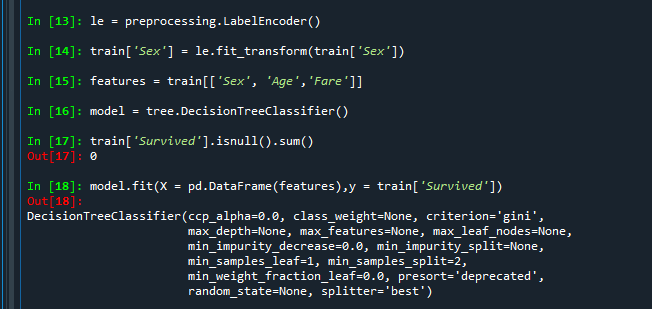 In [13]: le = preprocessing.LabelEncoder()
In [14]: train['Sex'] = le.fit_transform(train['Sex'])
In [15]: features = train[['Sex', 'Age','Fare']]
In [16]: model = tree.DecisionTreeClassifier()
In [17]: train['Survived'].isnull().sum()
Out[17]: 0
In [18]: model.fit(X = pd.DataFrame(features),y = train['Survived'])
Out[18]:
DecisionTreeClassifier(ccp_alpha=0.0, class_weight=None, criterion='gini',
max_depth=None, max_features=None, max_leaf_nodes=None,
min_impurity_decrease=0.0, min_impurity_split=None,
min_samples_leaf=1, min_samples_split=2,
min_weight_fraction_leaf=0.0, presort='deprecated',
random_state=None, splitter='best')